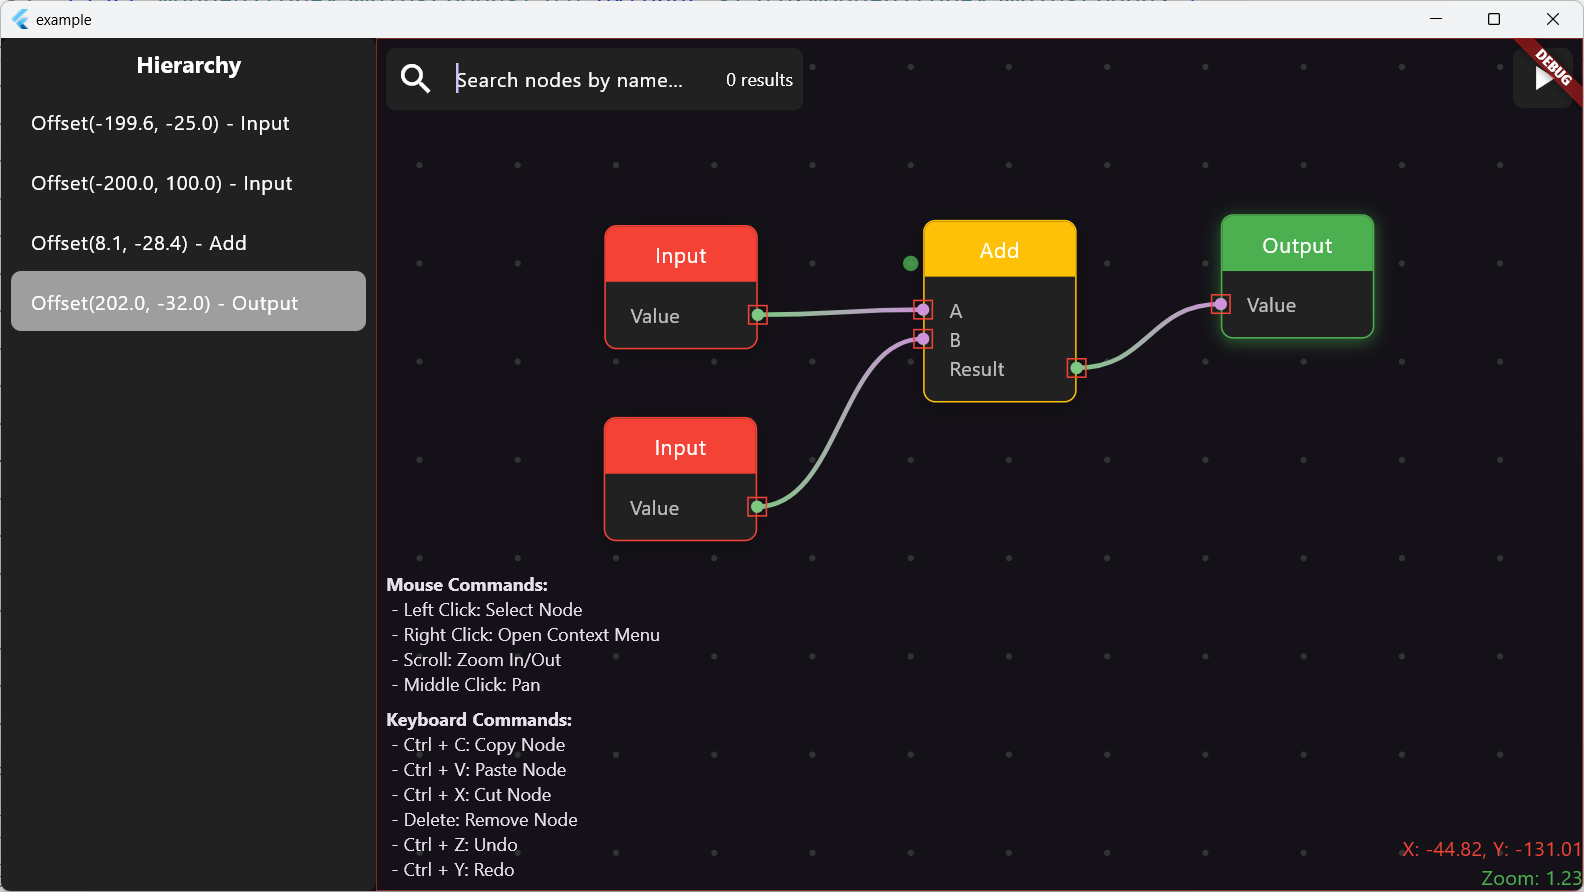 example
Hierarchy
Offset(-199.6, -25.0) - Input
Offset(-200.0, 100.0) - Input
Offset(8.1, -28.4) - Add
Offset(202.0, -32.0) - Output
Search nodes by name...
0 results
DEBUG
Input
Value
Add
A
B
Result
Output
Value
Input
Value
Mouse Commands:
- Left Click: Select Node
- Right Click: Open Context Menu
- Scroll: Zoom In/Out
- Middle Click: Pan
Keyboard Commands:
- Ctrl + C: Copy Node
- Ctrl + V: Paste Node
- Ctrl + X: Cut Node
- Delete: Remove Node
- Ctrl + Z: Undo
- Ctrl + Y: Redo
X: -44.82, Y: -131.01
Zoom: 1.23